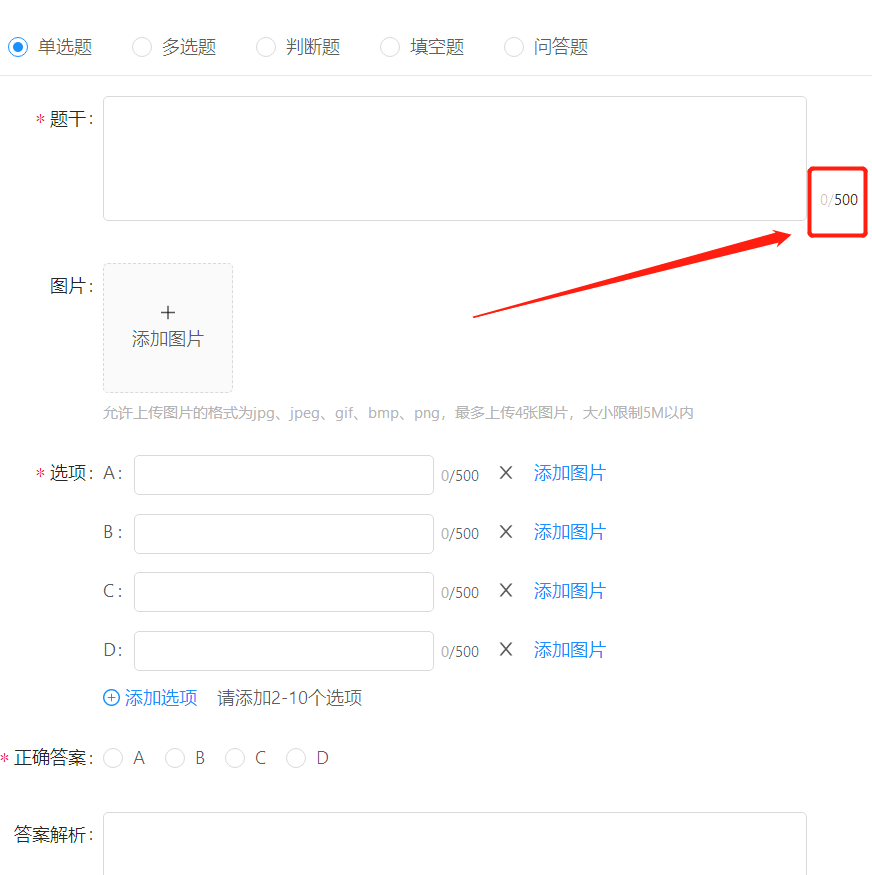 单选题 多选题 判断题 填空题 问答题
* 题干:
0/500
图片:
+
添加图片
允许上传图片的格式为jpg、jpeg、gif、bmp、png，最多上传4张图片，大小限制5M以内
* 选项: A: 0/500 X 添加图片
B: 0/500 X 添加图片
C: 0/500 X 添加图片
D: 0/500 X 添加图片
添加选项 请添加2-10个选项
* 正确答案: A B C D
答案解析: